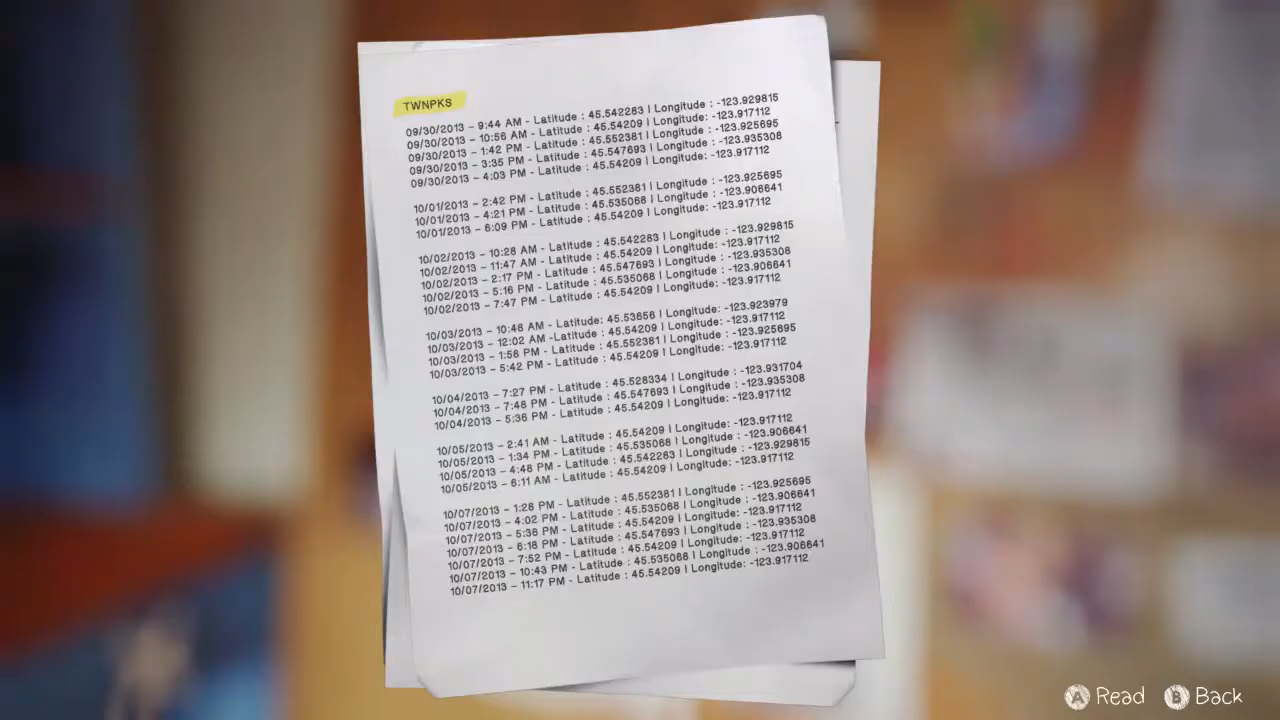 TWNPKS
09/30/2013 - 9:44 AM - Latitude : 45.542283 | Longitude : -123.929815
09/30/2013 - 10:56 AM - Latitude : 45.54209 | Longitude : -123.917112
09/30/2013 - 1:42 PM - Latitude : 45.552381 | Longitude : -123.925695
09/30/2013 - 3:35 PM - Latitude : 45.547693 | Longitude : -123.935308
09/30/2013 - 4:03 PM - Latitude : 45.54209 | Longitude: -123.917112
10/01/2013 - 2:42 PM - Latitude : 45.552381 | Longitude : -123.925695
10/01/2013 - 4:21 PM - Latitude : 45.535068 | Longitude : -123.906641
10/01/2013 - 6:09 PM - Latitude : 45.54209 | Longitude: -123.917112
10/02/2013 - 10:28 AM - Latitude : 45.542283 | Longitude : -123.929815
10/02/2013 - 11:47 AM - Latitude : 45.54209 | Longitude: -123.917112
10/02/2013 - 2:17 PM - Latitude : 45.547693 | Longitude : -123.935308
10/02/2013 - 5:16 PM - Latitude : 45.535068 | Longitude : -123.906641
10/02/2013 - 7:47 PM - Latitude : 45.54209 | Longitude: -123.917112
10/03/2013 - 10:48 AM - Latitude: 45.53656 | Longitude: -123.923979
10/03/2013 - 12:02 AM -Latitude : 45.54209 | Longitude: -123.917112
10/03/2013 - 1:58 PM -Latitude : 45.552381 | Longitude : -123.925695
10/03/2013 - 5:42 PM -Latitude : 45.54209 | Longitude: -123.917112
10/04/2013 - 7:27 PM - Latitude : 45.528334 | Longitude : -123.931704
10/04/2013 - 7:48 PM - Latitude : 45.547693 | Longitude : -123.935308
10/04/2013 - 5:36 PM - Latitude : 45.54209 | Longitude: -123.917112
10/05/2013 - 2:41 AM - Latitude : 45.54209 | Longitude: -123.917112
10/05/2013 - 1:34 PM - Latitude : 45.535068 | Longitude : -123.906641
10/05/2013 - 4:48 PM - Latitude : 45.542283 | Longitude : -123.929815
10/05/2013 - 6:11 AM - Latitude : 45.54209 | Longitude: -123.917112
10/07/2013 - 1:28 PM - Latitude : 45.552381 | Longitude : -123.925695
10/07/2013 - 4:02 PM - Latitude : 45.535068 | Longitude : -123.906641
10/07/2013 - 5:36 PM - Latitude : 45.54209 | Longitude: -123.917112
10/07/2013 - 6:18 PM - Latitude : 45.547693 | Longitude : -123.935308
10/07/2013 - 7:52 PM - Latitude : 45.54209 | Longitude: -123.917112
10/07/2013 - 10:43 PM - Latitude : 45.535068 | Longitude : -123.906641
10/07/2013 - 11:17 PM - Latitude : 45.54209 | Longitude: -123.917112
A Read B Back